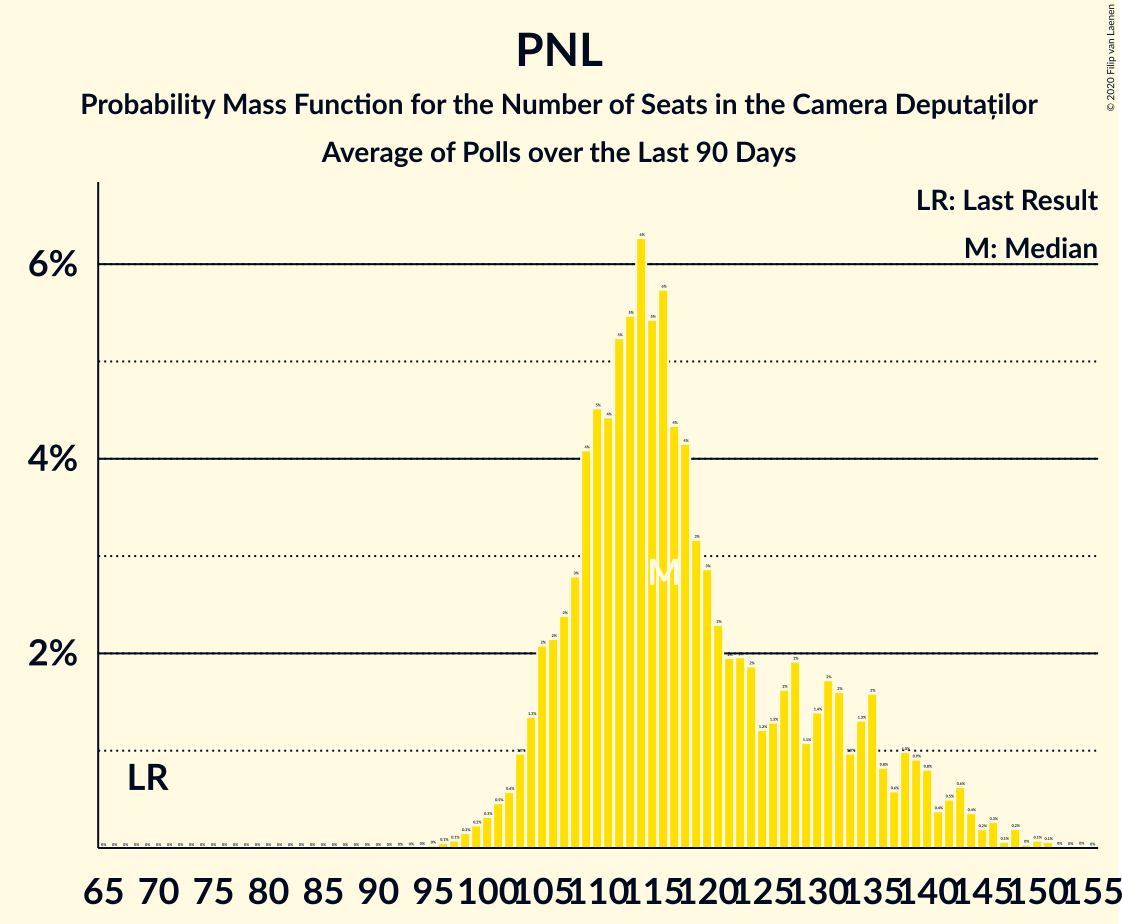 PNL
Probability Mass Function for the Number of Seats in the Camera Deputaților
Average of Polls over the Last 90 Days
© 2020 Filip van Laenen
LR: Last Result
M: Median
6%
4%
2%
LR
M
65 70 75 80 85 90 95 100 105 110 115 120 125 130 135 140 145 150 155